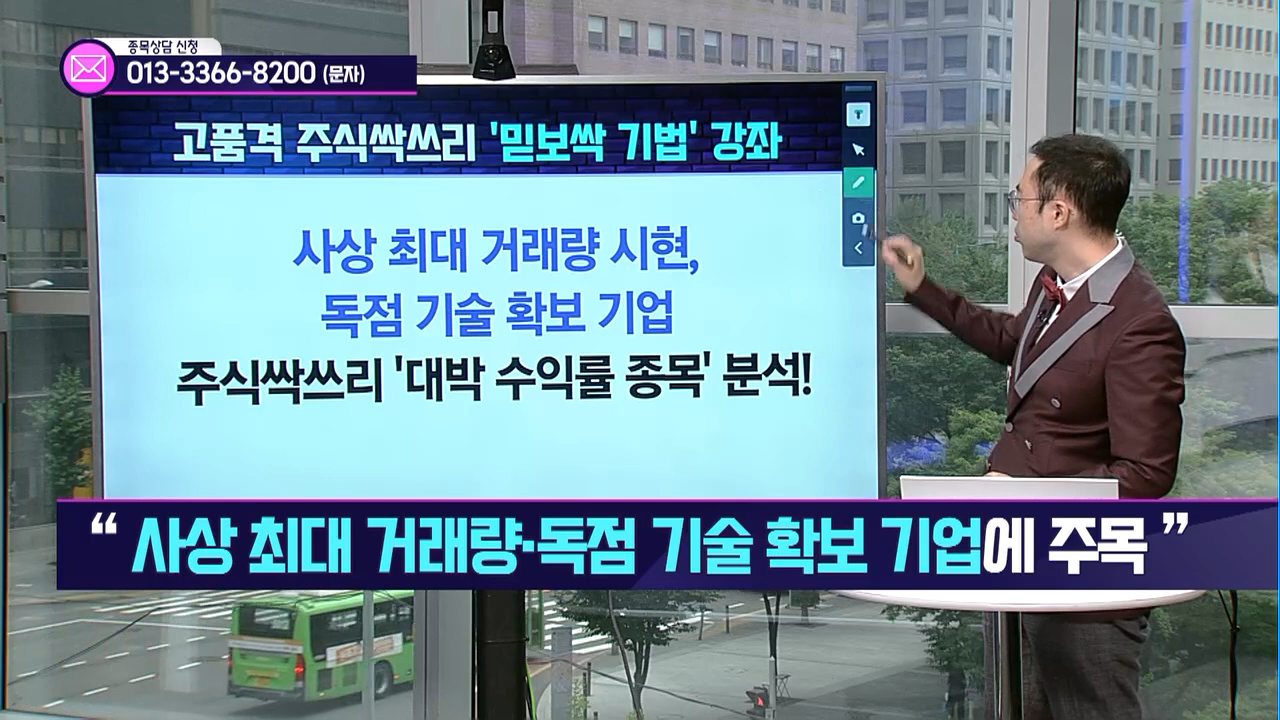 종목상담 신청
013-3366-8200 (문자)
고품격 주식싹쓰리 '밑보싹 기법' 강좌
사상 최대 거래량 시현,
독점 기술 확보 기업
주식싹쓰리 '대박 수익률 종목' 분석!
“ 사상 최대 거래량·독점 기술 확보 기업에 주목 ”